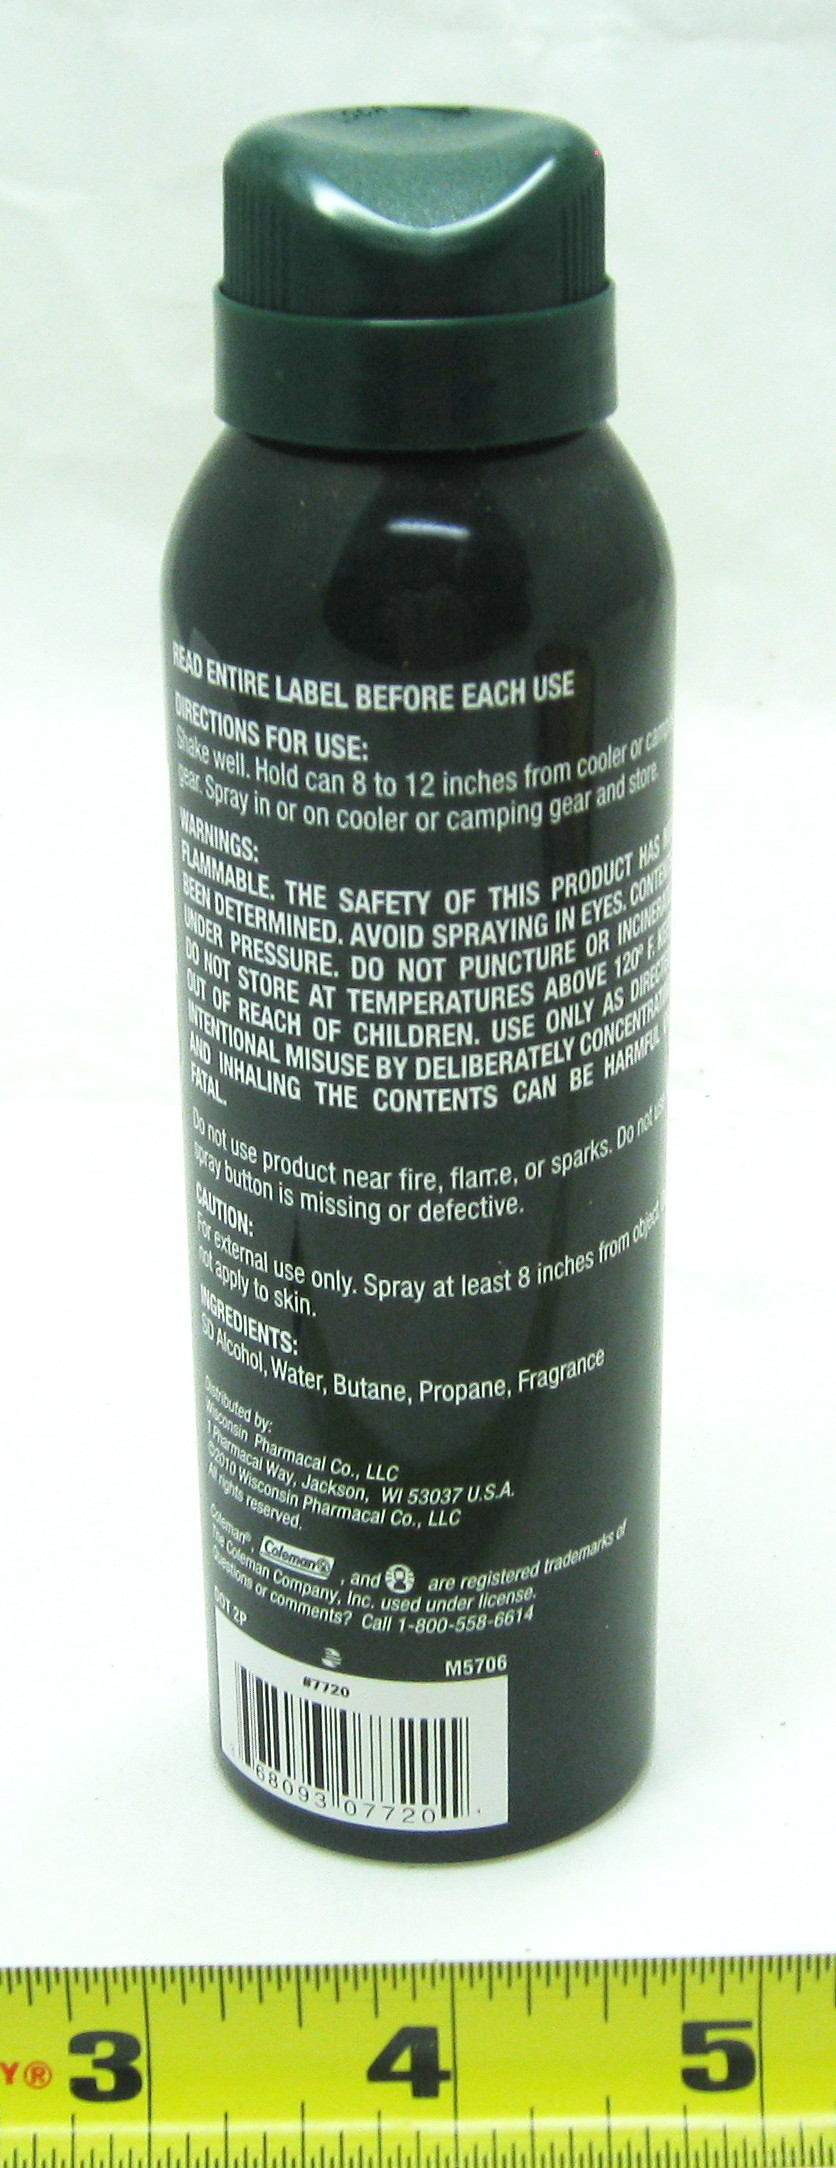 READ ENTIRE LABEL BEFORE EACH USE
DIRECTIONS FOR USE:
Shake well. Hold can 8 to 12 inches from cooler or
gear. Spray in or on cooler or camping gear and store.
WARNINGS:
FLAMMABLE. THE SAFETY OF THIS PRODUCT HAS
BEEN DETERMINED. AVOID SPRAYING IN EYES.
UNDER PRESSURE. DO NOT PUNCTURE OR
DO NOT STORE AT TEMPERATURES ABOVE 120° F.
OUT OF REACH OF CHILDREN. USE ONLY AS
INTENTIONAL MISUSE BY DELIBERATELY
AND INHALING THE CONTENTS CAN BE HARMFUL
FATAL.
Do not use product near fire, flame, or sparks. Do not use
spray button is missing or defective.
CAUTION:
For external use only. Spray at least 8 inches from object
not apply to skin.
INGREDIENTS:
SD Alcohol, Water, Butane, Propane, Fragrance
Distributed by:
Wisconsin Pharmacal Co., LLC
1 Pharmacal Way, Jackson, WI 53037 U.S.A.
©2010 Wisconsin Pharmacal Co., LLC
All rights reserved.
Coleman®, Coleman® , and are registered trademarks of
The Coleman Company, Inc. used under license.
Questions or comments? Call 1-800-558-6614
DOT 2P
M5706
#7720
68093 07720
Y® 3 4 5